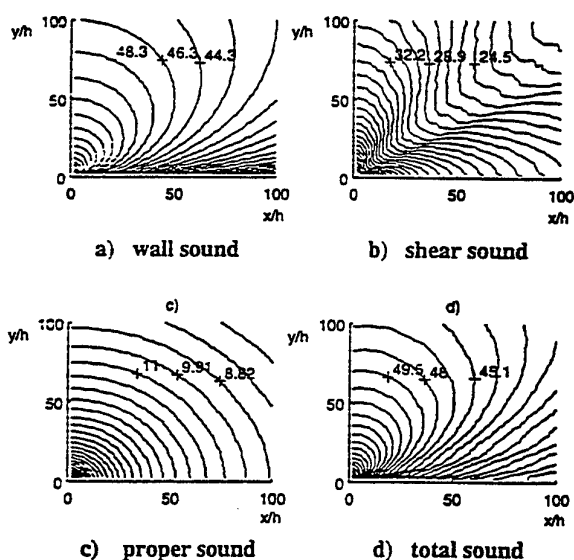 y/h 100 50 0
48.3 46.3 44.3
0 50 100
x/h
a) wall sound
y/h 100 50 0
32.2 28.9 24.5
0 50 100
x/h
b) shear sound
c)
y/h 100 50 0
11 9.91 8.82
0 50 100
x/h
c) proper sound
d)
y/h 100 50 0
49.5 48 45.1
0 50 100
x/h
d) total sound